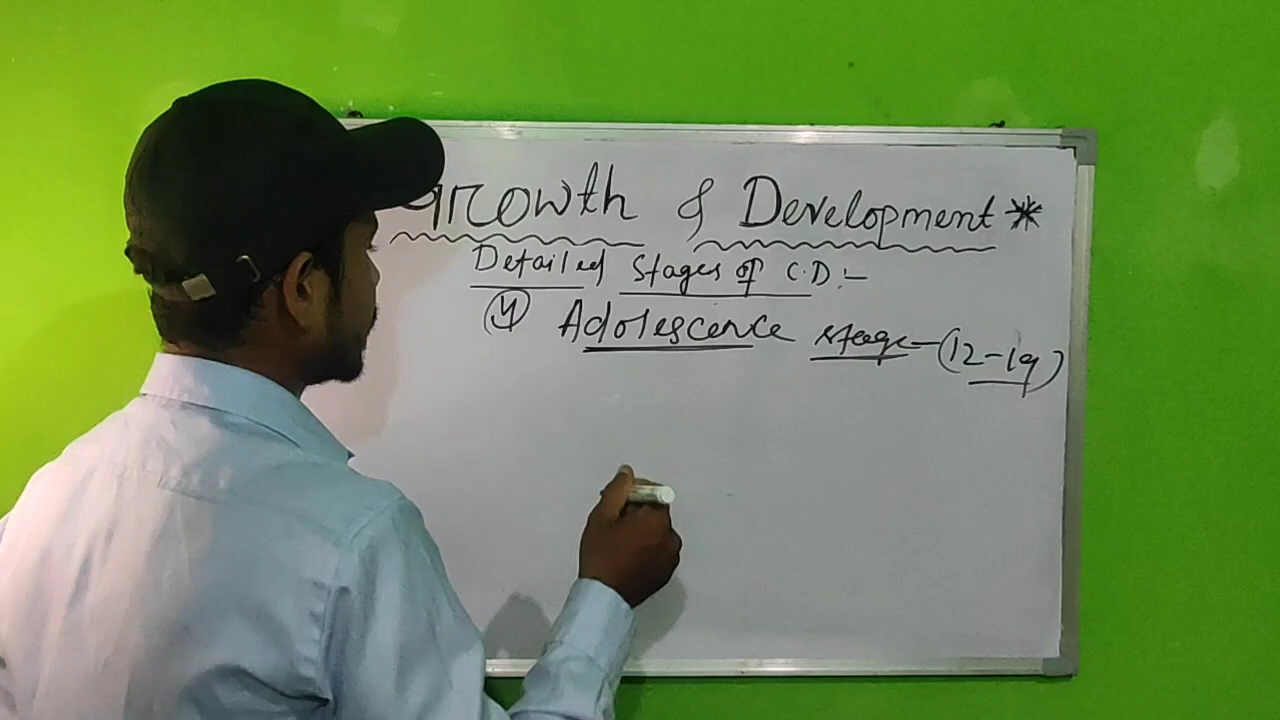 Growth & Development *
Detailed Stages of C.D :-
4 Adolescence stage - (12-19)